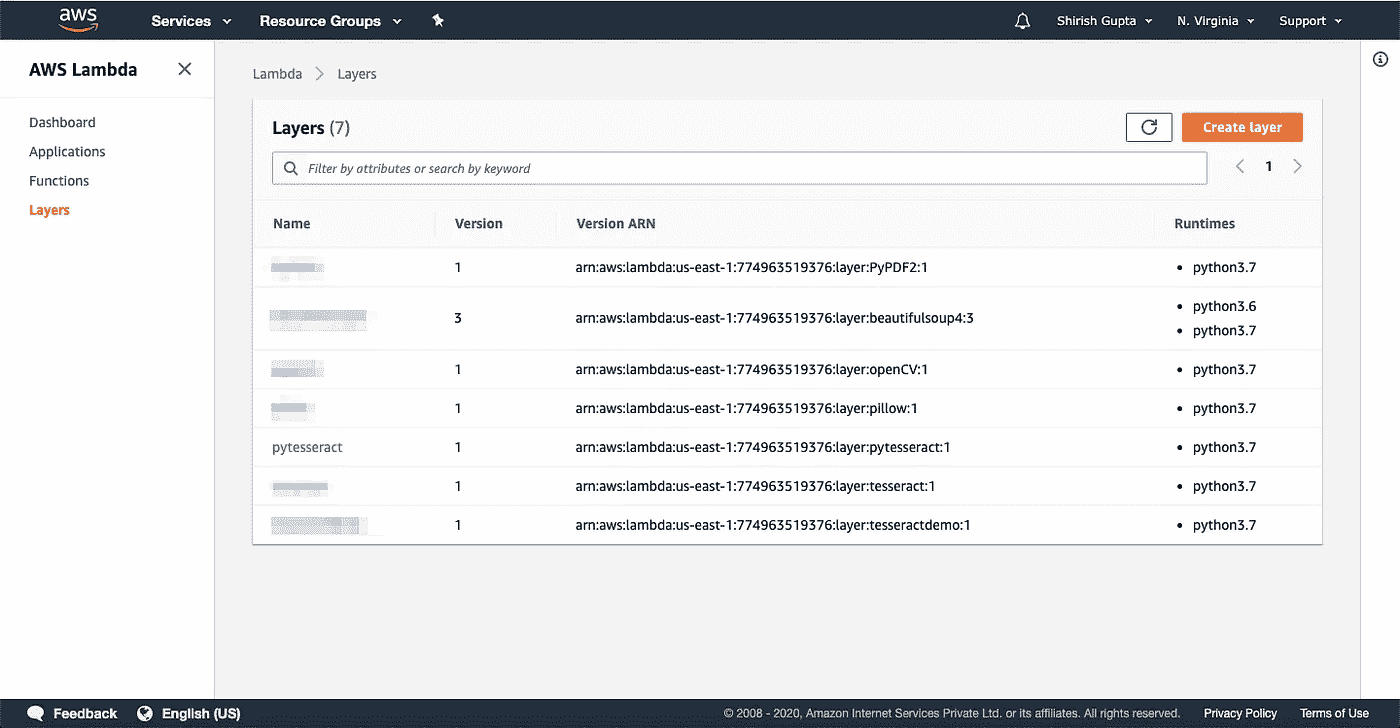 aws Services Resource Groups Shirish Gupta N. Virginia Support
AWS Lambda
Dashboard
Applications
Functions
Layers
Lambda Layers
Layers (7) Create layer
Filter by attributes or search by keyword 1
Name Version Version ARN Runtimes
1 arn:aws:lambda:us-east-1:774963519376:layer:PyPDF2:1 • python3.7
3 arn:aws:lambda:us-east-1:774963519376:layer:beautifulsoup4:3 • python3.6
• python3.7
1 arn:aws:lambda:us-east-1:774963519376:layer:openCV:1 • python3.7
1 arn:aws:lambda:us-east-1:774963519376:layer:pillow:1 • python3.7
pytesseract 1 arn:aws:lambda:us-east-1:774963519376:layer:pytesseract:1 • python3.7
1 arn:aws:lambda:us-east-1:774963519376:layer:tesseract:1 • python3.7
1 arn:aws:lambda:us-east-1:774963519376:layer:tesseractdemo:1 • python3.7
Feedback English (US) © 2008 - 2020, Amazon Internet Services Private Ltd. or its affiliates. All rights reserved. Privacy Policy Terms of Use